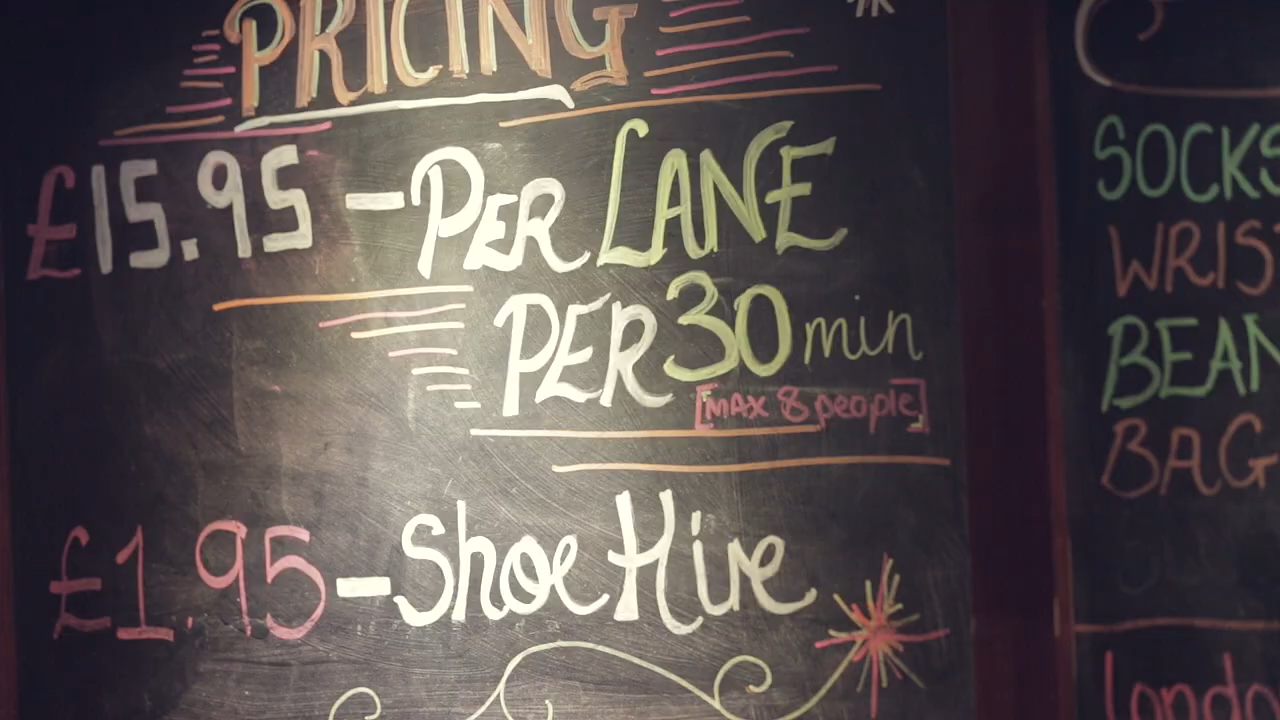 PRICING
£15.95 - PER LANE
PER 30 min
[MAX 8 people]
£1.95 - Shoe Hire
SOCKS
WRIS
BEAN
BAG
Londo